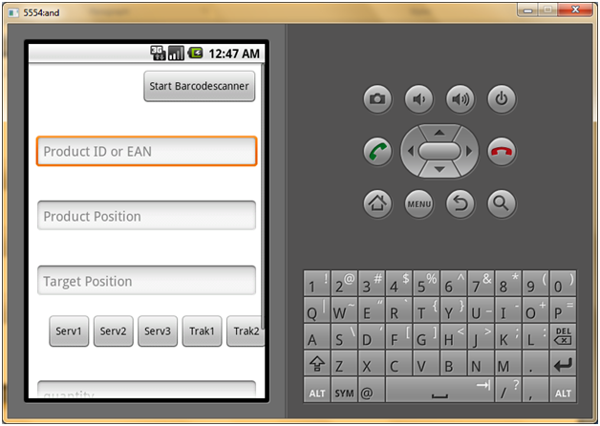 5554:and
3G 12:47 AM
Start Barcodescanner
Product ID or EAN
Product Position
Target Position
Serv1 Serv2 Serv3 Trak1 Trak2
quantity
MENU
1 ! 2 @ 3 # 4 $ 5 % 6 ^ 7 & 8 * 9 ( 0 )
Q | W ~ E “ R ` T { Y } U _ I - O + P =
A S \ D ' F [ G ] H < J > K ; L : DEL
Z X C V B N M .
ALT SYM @ / ? , ALT